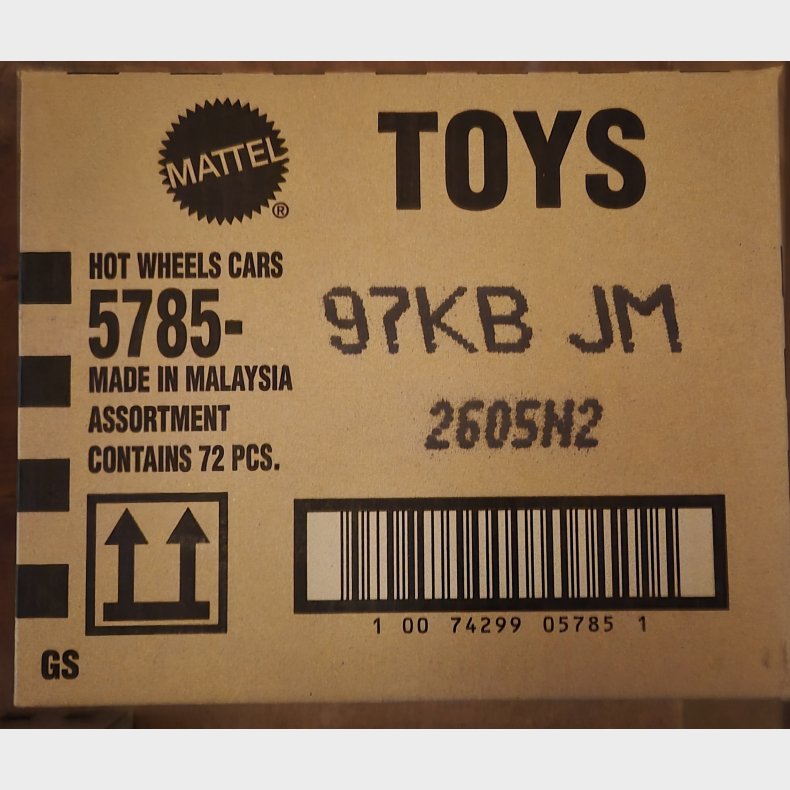 MATTEL
®
TOYS
HOT WHEELS CARS
5785-
97KB JM
MADE IN MALAYSIA
ASSORTMENT
2605N2
CONTAINS 72 PCS.
1 00 74299 05785 1
GS